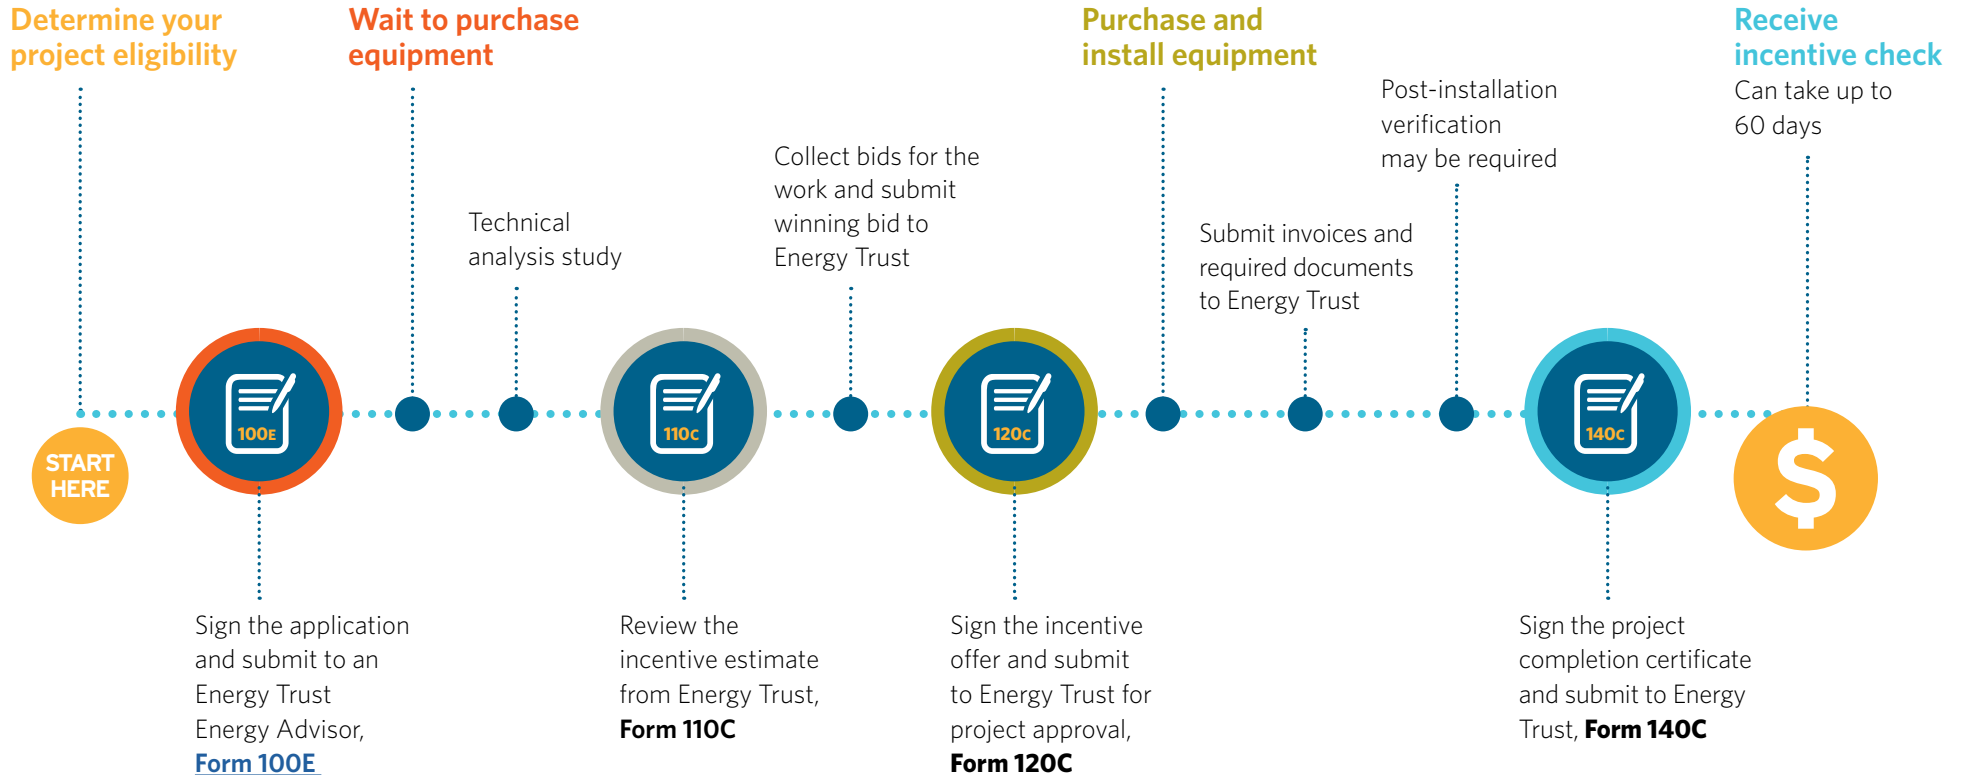 Determine your
project eligibility
Wait to purchase
equipment
Purchase and
install equipment
Receive
incentive check
Can take up to
60 days
Post-installation
verification
may be required
Collect bids for the
work and submit
winning bid to
Energy Trust
Technical
analysis study
Submit invoices and
required documents
to Energy Trust
START
HERE
100E
110C
120C
140C
Sign the application
and submit to an
Energy Trust
Energy Advisor,
Form 100E
Review the
incentive estimate
from Energy Trust,
Form 110C
Sign the incentive
offer and submit
to Energy Trust for
project approval,
Form 120C
Sign the project
completion certificate
and submit to Energy
Trust, Form 140C
$